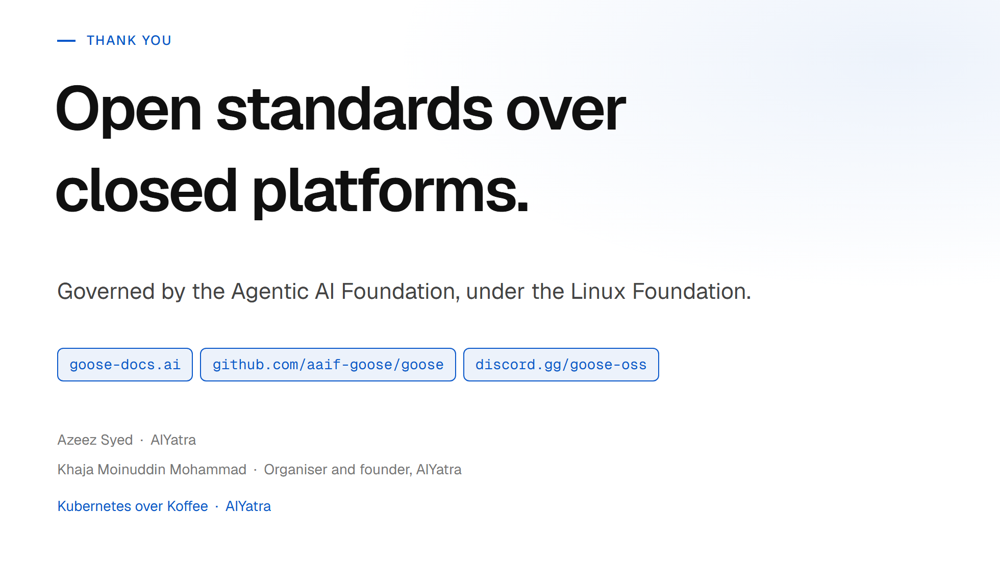 THANK YOU
Open standards over
closed platforms.
Governed by the Agentic AI Foundation, under the Linux Foundation.
goose-docs.ai github.com/aaif-goose/goose discord.gg/goose-oss
Azeez Syed · AIYatra
Khaja Moinuddin Mohammad · Organiser and founder, AIYatra
Kubernetes over Koffee · AIYatra